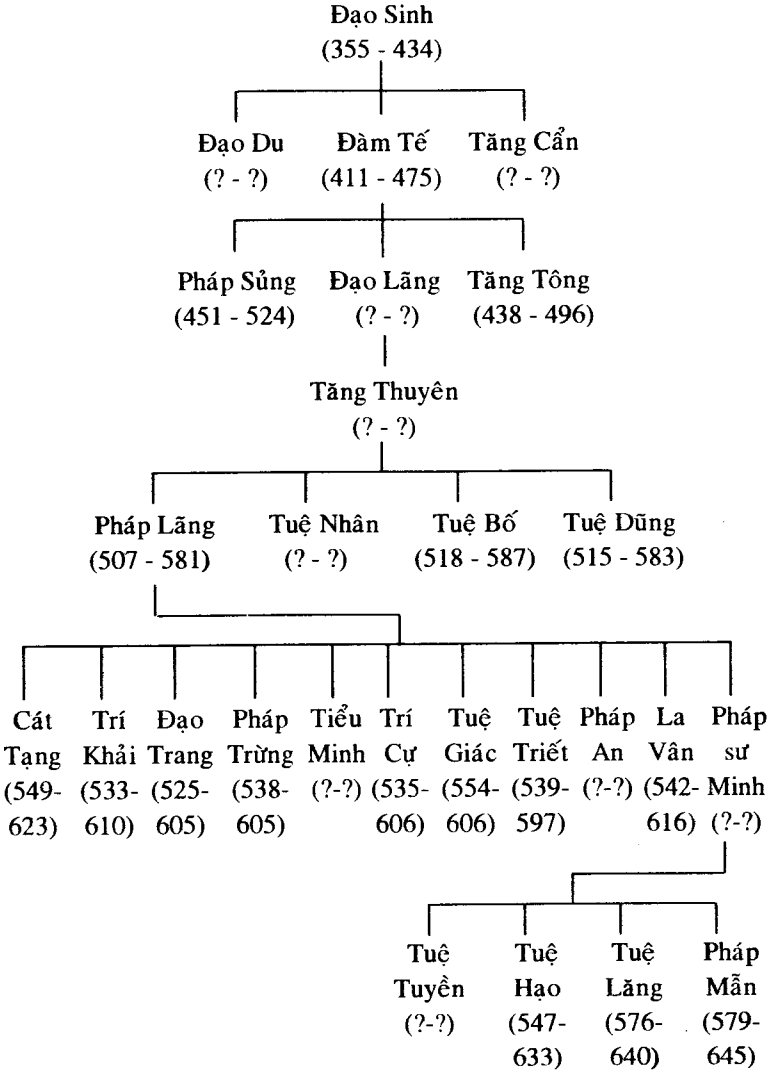 Đạo Sinh
(355 - 434)
Đạo Du Đàm Tế Tăng Cẩn
(? - ?) (411 - 475) (? - ?)
Pháp Sủng Đạo Lãng Tăng Tông
(451 - 524) (? - ?) (438 - 496)
Tăng Thuyên
(? - ?)
Pháp Lãng Tuệ Nhân Tuệ Bố Tuệ Dũng
(507 - 581) (? - ?) (518 - 587) (515 - 583)
Cát Trí Đạo Pháp Tiểu Trí Tuệ Tuệ Pháp La Pháp
Tạng Khải Trang Trừng Minh Cự Giác Triết An Vân sư
(549- (533- (525- (538- (?-?) (535- (554- (539- (?-?) (542- Minh
623) 610) 605) 605) 606) 606) 597) 616) (?-?)
Tuệ Tuệ Tuệ Pháp
Tuyền Hạo Lăng Mẫn
(?-?) (547- (576- (579-
633) 640) 645)